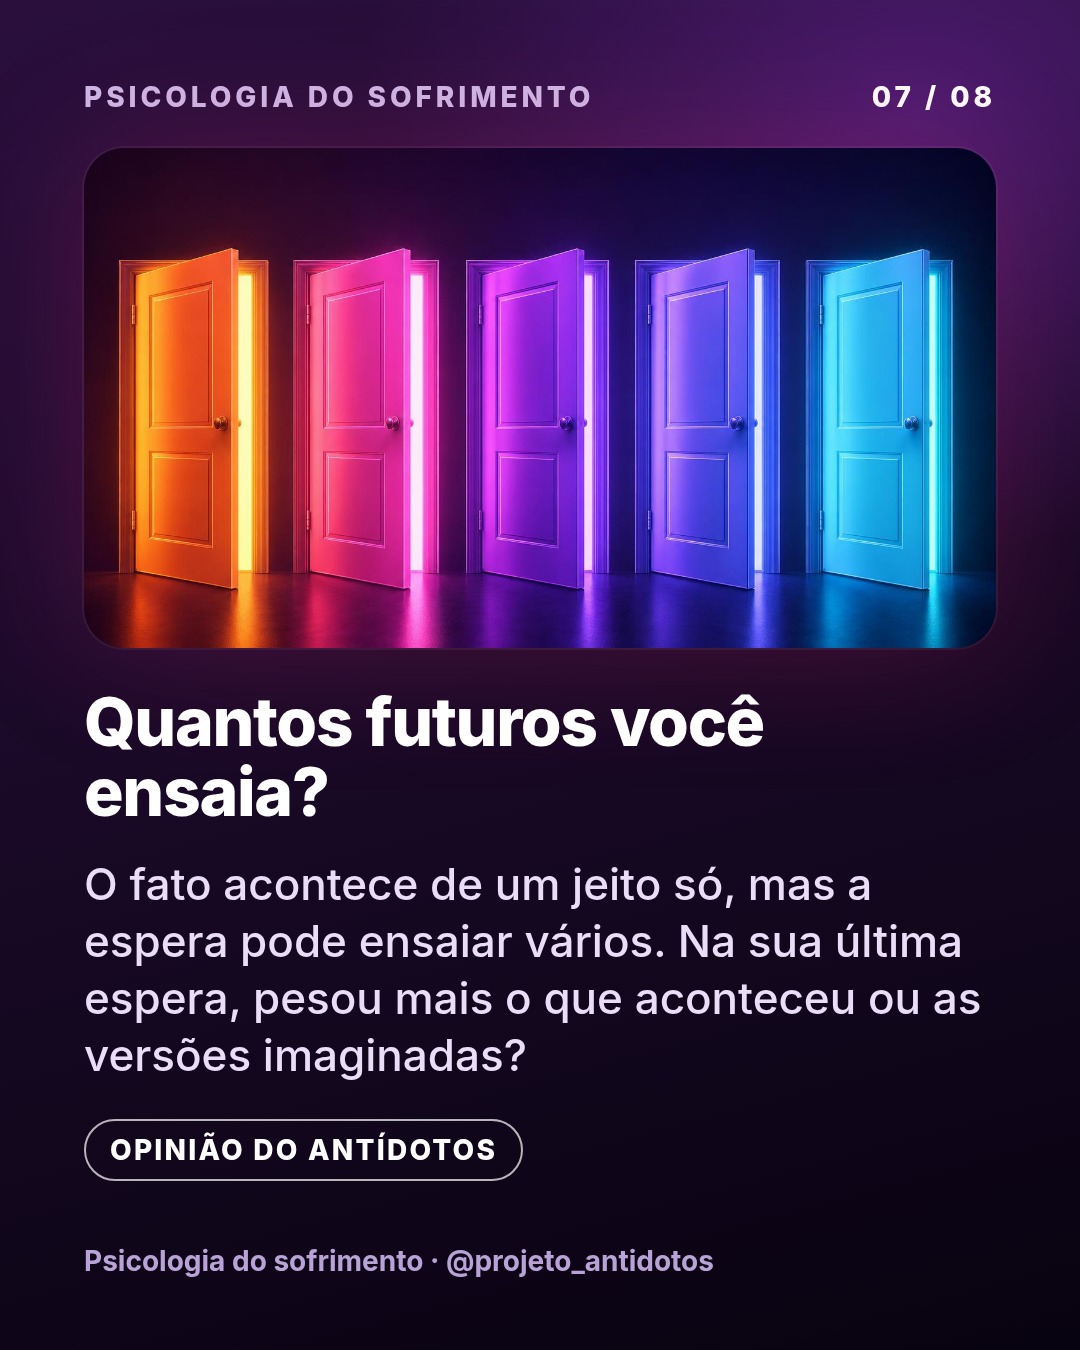 PSICOLOGIA DO SOFRIMENTO
07 / 08
Quantos futuros você
ensaia?
O fato acontece de um jeito só, mas a
espera pode ensaiar vários. Na sua última
espera, pesou mais o que aconteceu ou as
versões imaginadas?
OPINIÃO DO ANTÍDOTOS
Psicologia do sofrimento · @projeto_antidotos